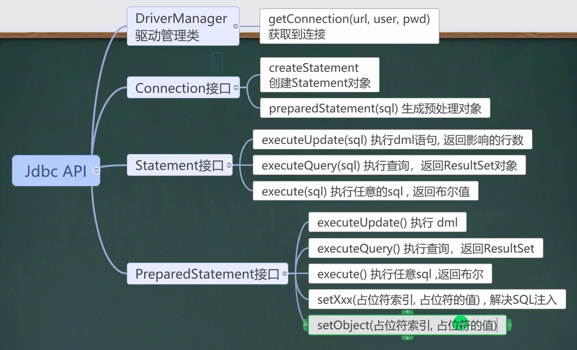 Jdbc API
DriverManager
驱动管理类
getConnection(url, user, pwd)
获取到连接
Connection接口
createStatement
创建Statement对象
preparedStatement(sql) 生成预处理对象
Statement接口
executeUpdate(sql) 执行dml语句, 返回影响的行数
executeQuery(sql) 执行查询，返回ResultSet对象
execute(sql) 执行任意的sql , 返回布尔值
PreparedStatement接口
executeUpdate() 执行 dml
executeQuery() 执行查询，返回ResultSet
execute() 执行任意sql ,返回布尔
setXxx(占位符索引, 占位符的值) , 解决SQL注入
setObject(占位符索引, 占位符的值)